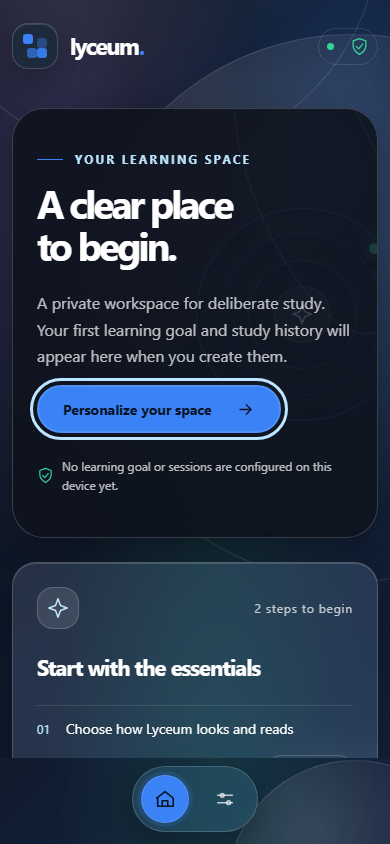 lyceum.
YOUR LEARNING SPACE
A clear place
to begin.
A private workspace for deliberate study.
Your first learning goal and study history will
appear here when you create them.
Personalize your space
No learning goal or sessions are configured on this
device yet.
2 steps to begin
Start with the essentials
01 Choose how Lyceum looks and reads